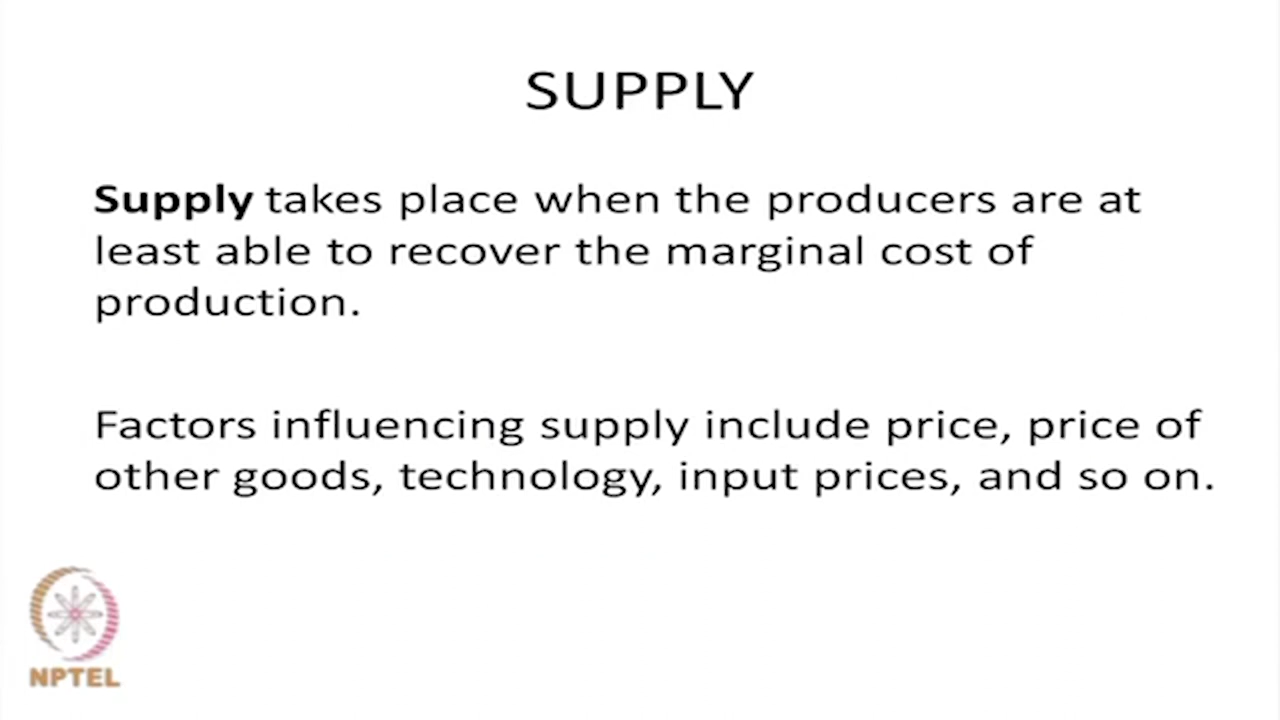 SUPPLY
Supply takes place when the producers are at
least able to recover the marginal cost of
production.
Factors influencing supply include price, price of
other goods, technology, input prices, and so on.
NPTEL